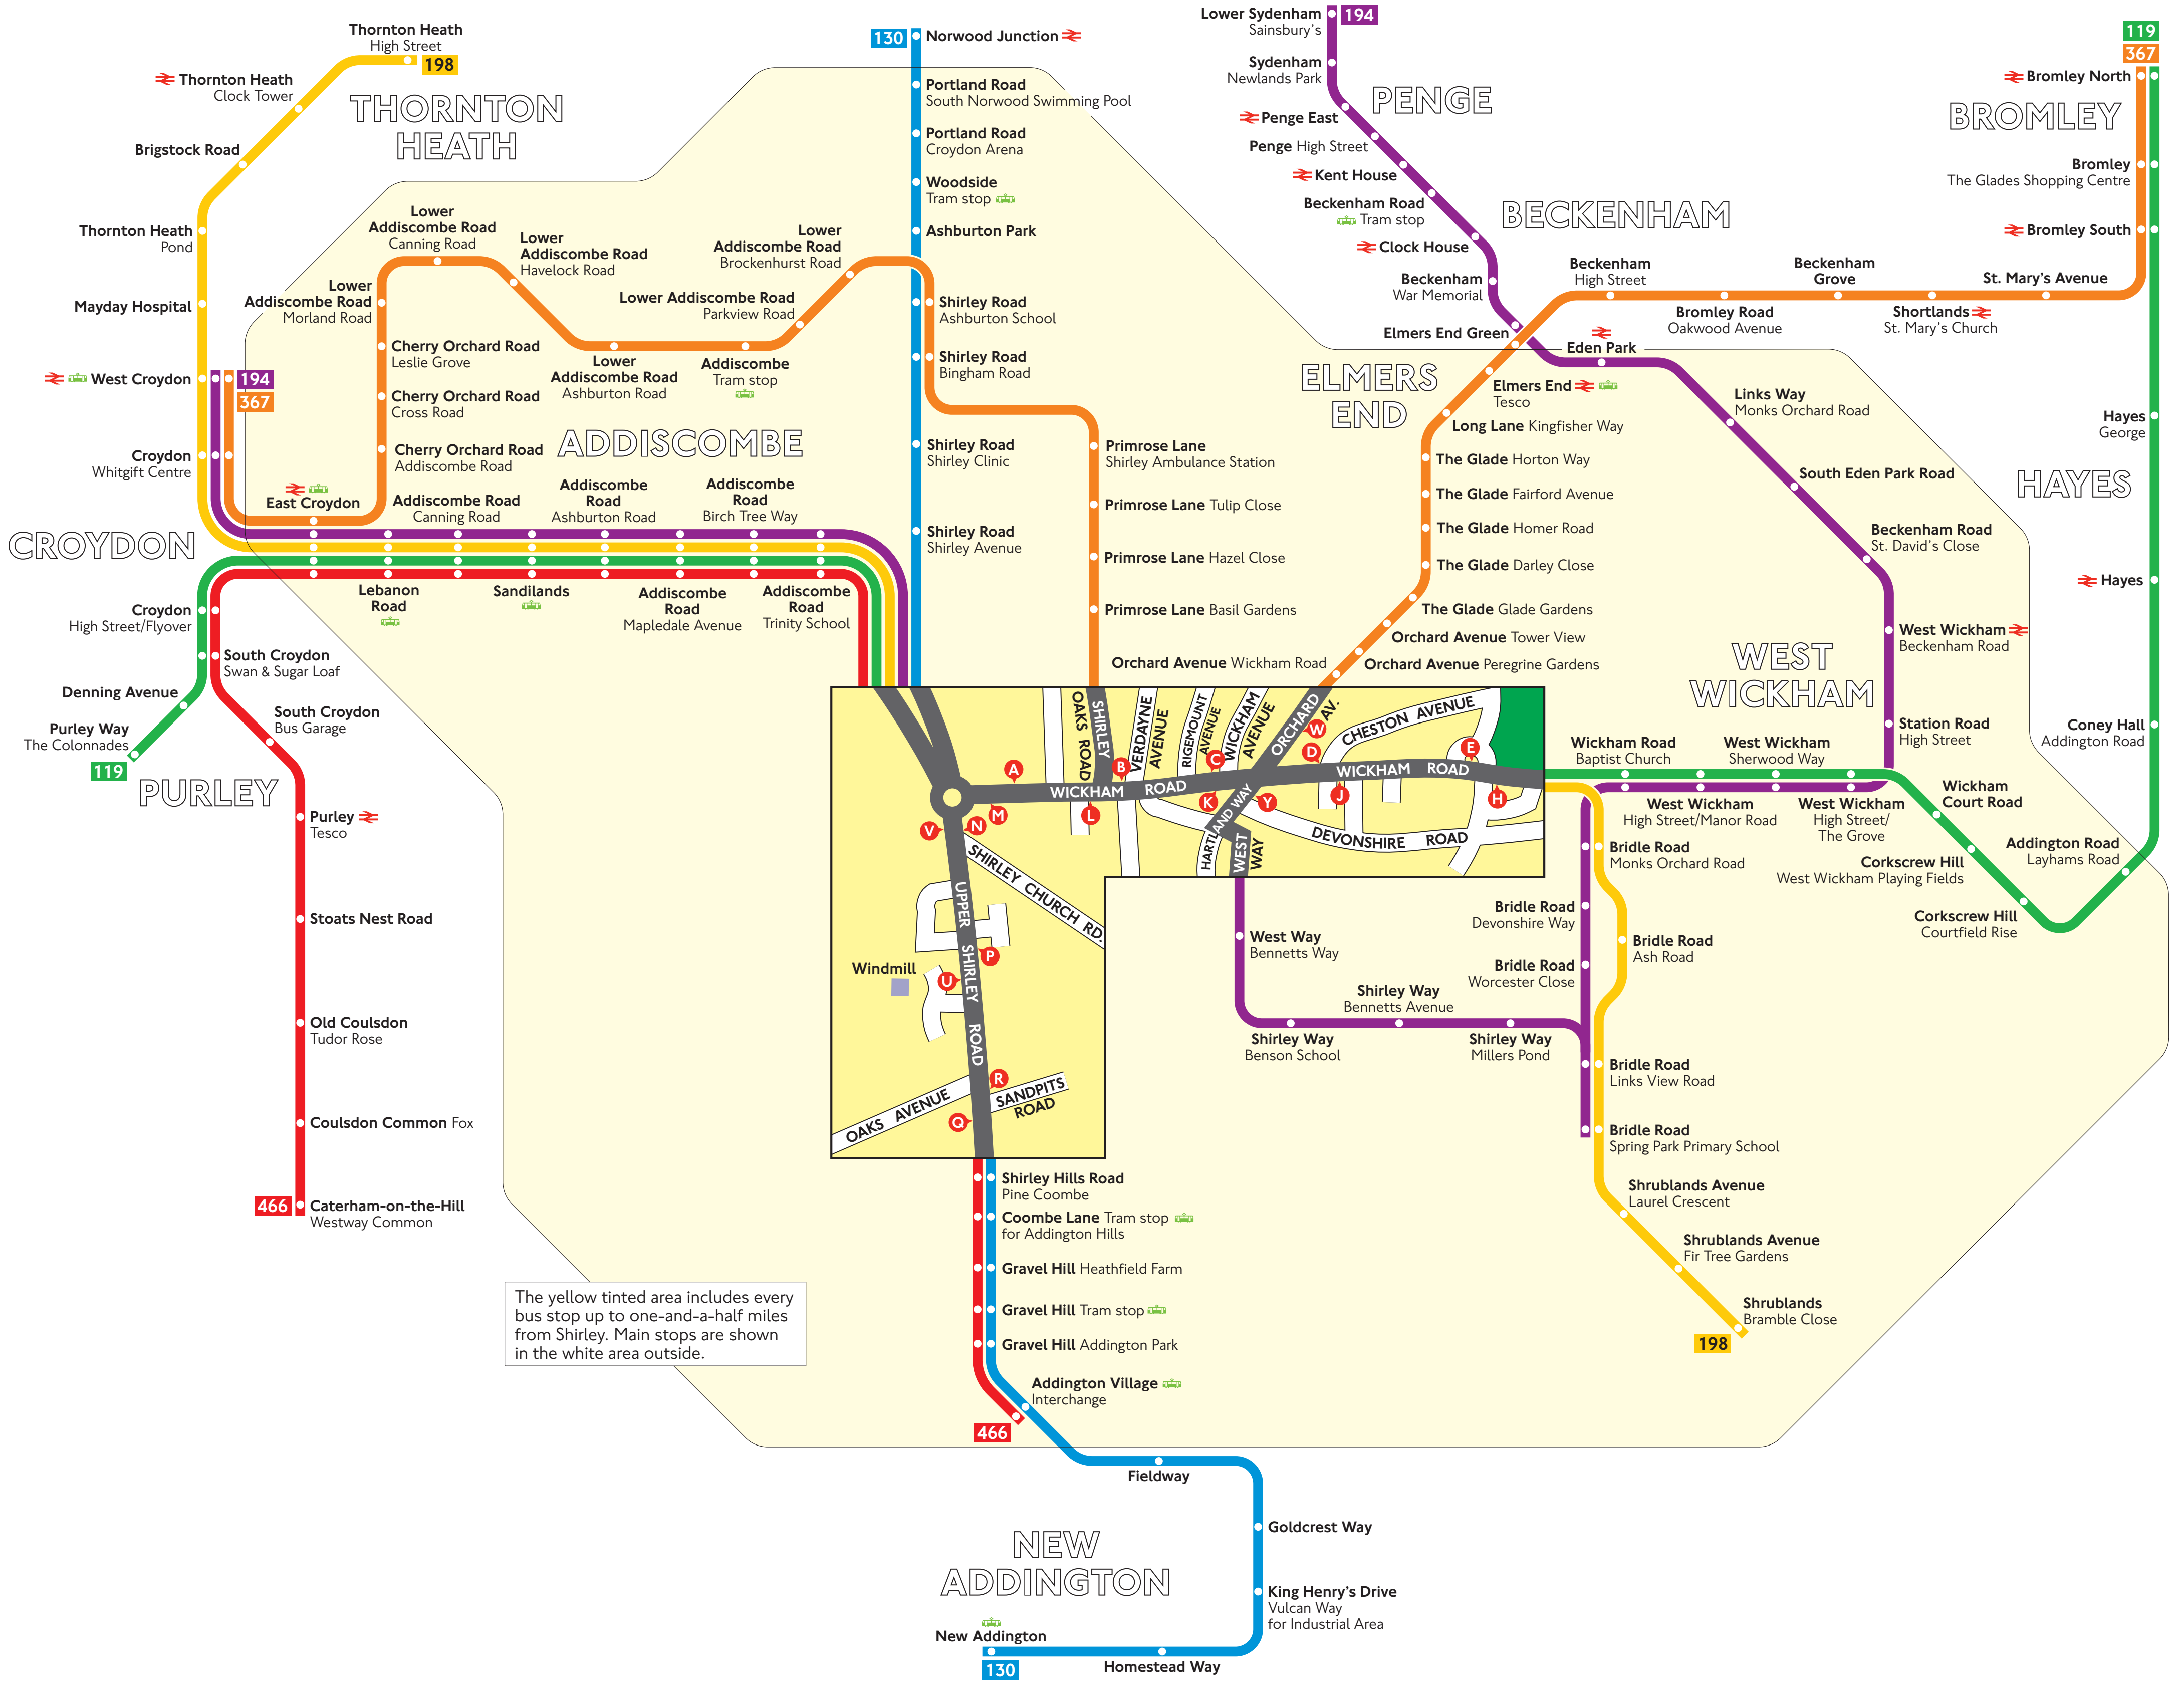 Thornton Heath
High Street
198
Thornton Heath
Clock Tower
THORNTON
HEATH
Brigstock Road
Thornton Heath
Pond
Mayday Hospital
West Croydon
194
367
Croydon
Whitgift Centre
East Croydon
CROYDON
Croydon
High Street/Flyover
South Croydon
Swan & Sugar Loaf
Denning Avenue
Purley Way
The Colonnades
119
South Croydon
Bus Garage
PURLEY
Purley
Tesco
Stoats Nest Road
Old Coulsdon
Tudor Rose
Coulsdon Common Fox
466
Caterham-on-the-Hill
Westway Common
Lower
Addiscombe Road
Canning Road
Lower
Addiscombe Road
Havelock Road
Lower
Addiscombe Road
Brockenhurst Road
Lower
Addiscombe Road
Morland Road
Lower Addiscombe Road
Parkview Road
Cherry Orchard Road
Leslie Grove
Lower
Addiscombe Road
Ashburton Road
Addiscombe
Tram stop
Cherry Orchard Road
Cross Road
ADDISCOMBE
Cherry Orchard Road
Addiscombe Road
Addiscombe Road
Canning Road
Addiscombe
Road
Ashburton Road
Addiscombe
Road
Birch Tree Way
Lebanon
Road
Sandilands
Addiscombe
Road
Mapledale Avenue
Addiscombe
Road
Trinity School
130
Norwood Junction
Portland Road
South Norwood Swimming Pool
Portland Road
Croydon Arena
Woodside
Tram stop
Ashburton Park
Shirley Road
Ashburton School
Shirley Road
Bingham Road
Shirley Road
Shirley Clinic
Shirley Road
Shirley Avenue
Primrose Lane
Shirley Ambulance Station
Primrose Lane Tulip Close
Primrose Lane Hazel Close
Primrose Lane Basil Gardens
Lower Sydenham
Sainsbury's
194
Sydenham
Newlands Park
PENGE
Penge East
Penge High Street
Kent House
Beckenham Road
Tram stop
BECKENHAM
Clock House
Beckenham
War Memorial
Elmers End Green
Beckenham
High Street
Bromley Road
Oakwood Avenue
Beckenham
Grove
Shortlands
St. Mary's Church
St. Mary's Avenue
119
367
Bromley North
BROMLEY
Bromley
The Glades Shopping Centre
Bromley South
Eden Park
ELMERS
END
Elmers End
Tesco
Long Lane Kingfisher Way
The Glade Horton Way
The Glade Fairford Avenue
The Glade Homer Road
The Glade Darley Close
The Glade Glade Gardens
Orchard Avenue Tower View
Orchard Avenue Wickham Road
Orchard Avenue Peregrine Gardens
Links Way
Monks Orchard Road
South Eden Park Road
Beckenham Road
St. David's Close
Hayes
George
HAYES
Hayes
West Wickham
Beckenham Road
WEST
WICKHAM
Station Road
High Street
Coney Hall
Addington Road
Wickham Road
Baptist Church
West Wickham
Sherwood Way
Wickham
Court Road
West Wickham
High Street/Manor Road
West Wickham
High Street/
The Grove
Addington Road
Layhams Road
Corkscrew Hill
West Wickham Playing Fields
Corkscrew Hill
Courtfield Rise
Bridle Road
Monks Orchard Road
Bridle Road
Devonshire Way
Bridle Road
Ash Road
Bridle Road
Worcester Close
Bridle Road
Links View Road
Bridle Road
Spring Park Primary School
Shrublands Avenue
Laurel Crescent
Shrublands Avenue
Fir Tree Gardens
Shrublands
Bramble Close
198
West Way
Bennetts Way
Shirley Way
Benson School
Shirley Way
Bennetts Avenue
Shirley Way
Millers Pond
OAKS ROAD
SHIRLEY
VERDAYNE
AVENUE
RIGEMOUNT
AVENUE
WICKHAM
AVENUE
ORCHARD
AV.
CHESTON AVENUE
WICKHAM ROAD
WICKHAM ROAD
HARTLAND WAY
WEST
WAY
DEVONSHIRE ROAD
A
B
C
W
D
E
M
L
K
Y
J
H
V
N
SHIRLEY CHURCH RD.
UPPER SHIRLEY ROAD
Windmill
P
U
R
Q
OAKS AVENUE
SANDPITS
ROAD
Shirley Hills Road
Pine Coombe
Coombe Lane Tram stop
for Addington Hills
Gravel Hill Heathfield Farm
Gravel Hill Tram stop
Gravel Hill Addington Park
Addington Village
Interchange
466
Fieldway
Goldcrest Way
King Henry's Drive
Vulcan Way
for Industrial Area
NEW
ADDINGTON
New Addington
130
Homestead Way
The yellow tinted area includes every
bus stop up to one-and-a-half miles
from Shirley. Main stops are shown
in the white area outside.